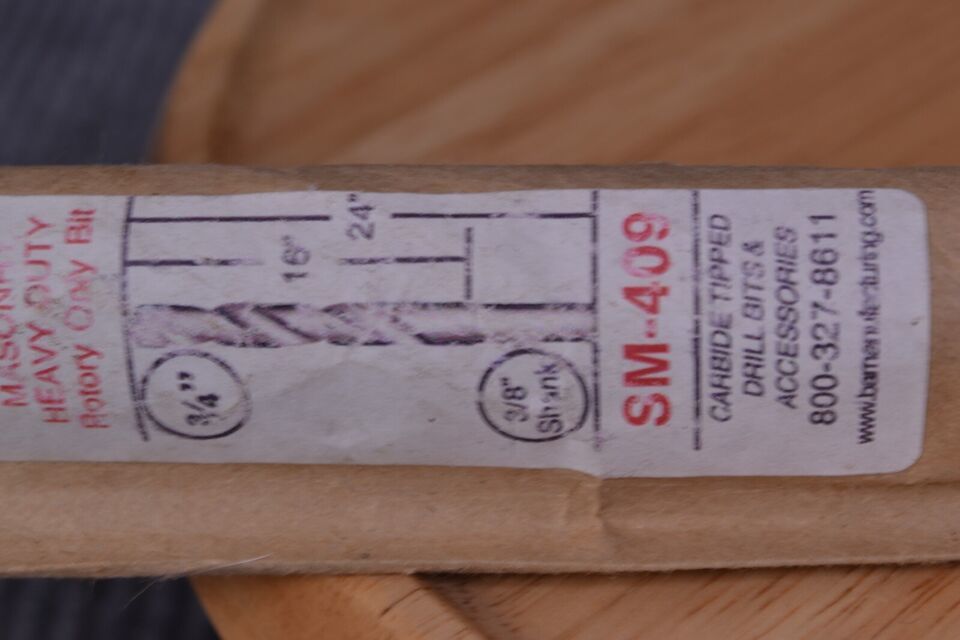 MASONRY
HEAVY DUTY
Rotory Only Bit
24"
16"
3/4"
3/8"
Shank
SM-409
CARBIDE TIPPED
DRILL BITS &
ACCESSORIES
800-327-8611